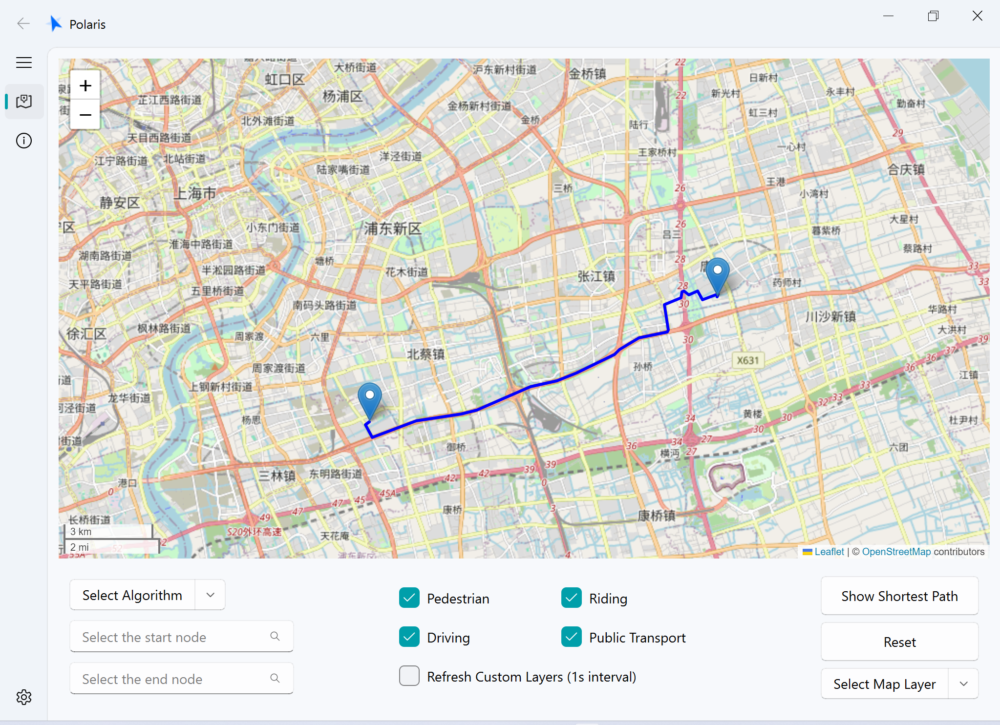 Polaris
大桥街道
沪东新村街道
金桥镇
22
日新村
虹口区
杨浦区
芷江西路街道
金杨新村街道
22
新光村
永丰村
勤奋村
北外滩街道
金桥
陆行
虹三村
天目西路街道
29
江宁路街道
北站街道
洋泾街道
王家桥村
一心村
陆家嘴街道
合庆镇
上海市
三桥
26
王港
小湾村
静安区
小东门街道
浦东新区
26
吕三
暮紫桥
大星村
淮海中路街道
湖南路街道
塘桥
28
蔡路村
半淞园路街道
花木街道
张江镇
33
天平路街道
五里桥街道
28
药师村
33
南码头路街道
30
川沙新镇
华路村
枫林路街道
徐汇区
周家渡
六里
30
大洪村
39
北蔡镇
37
周家渡街道
孙桥
X631
36
36
上钢新村街道
江镇
龙华街道
33
33
32
杨思
34
黄楼
30
杜尹村
30
御桥
36
34
27
横沔
27
六团
三林镇
东明路街道
39
39
42
42
港口
0
0
45A
45
47
47
康桥
3
49
康桥镇
长桥街道
S20外环高速
天花庵
52
4
浦东新区
3 km
2 mi
+
−
Leaflet | © OpenStreetMap contributors
Select Algorithm
Select the start node
Select the end node
Pedestrian
Riding
Driving
Public Transport
Refresh Custom Layers (1s interval)
Show Shortest Path
Reset
Select Map Layer